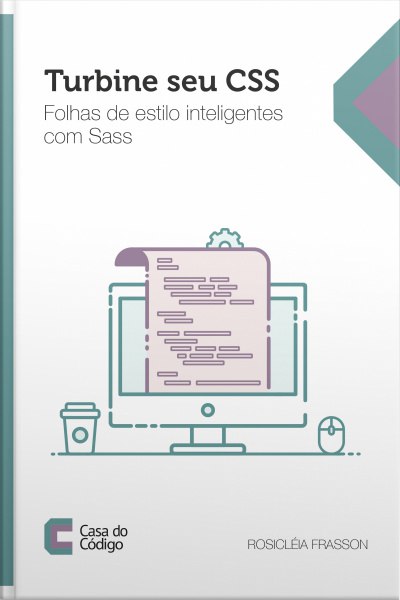 Turbine seu CSS
Folhas de estilo inteligentes
com Sass
Casa do
Código
ROSICLÉIA FRASSON